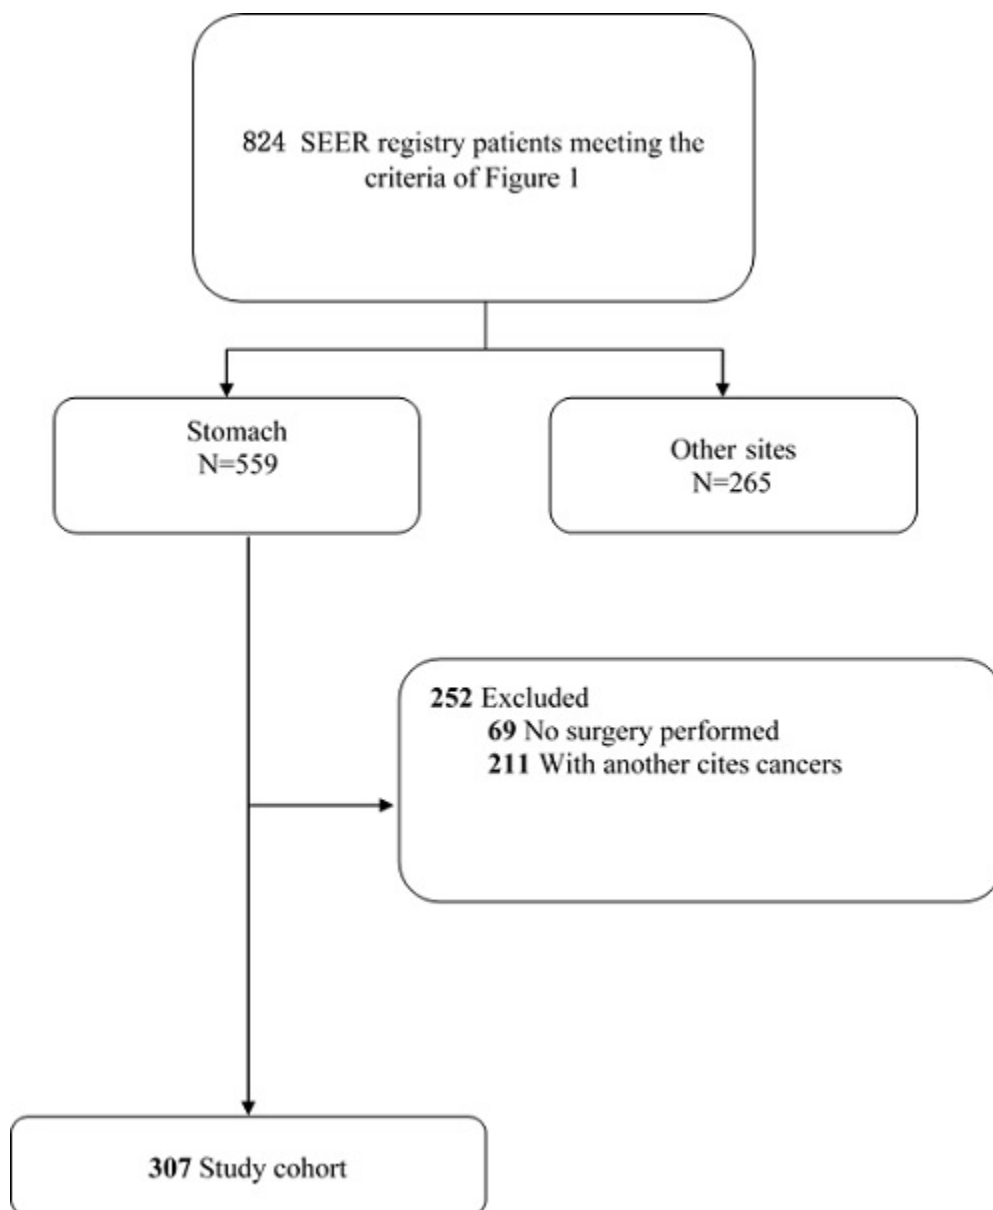 824 SEER registry patients meeting the
criteria of Figure 1
Stomach
N=559
Other sites
N=265
252 Excluded
69 No surgery performed
211 With another cites cancers
307 Study cohort